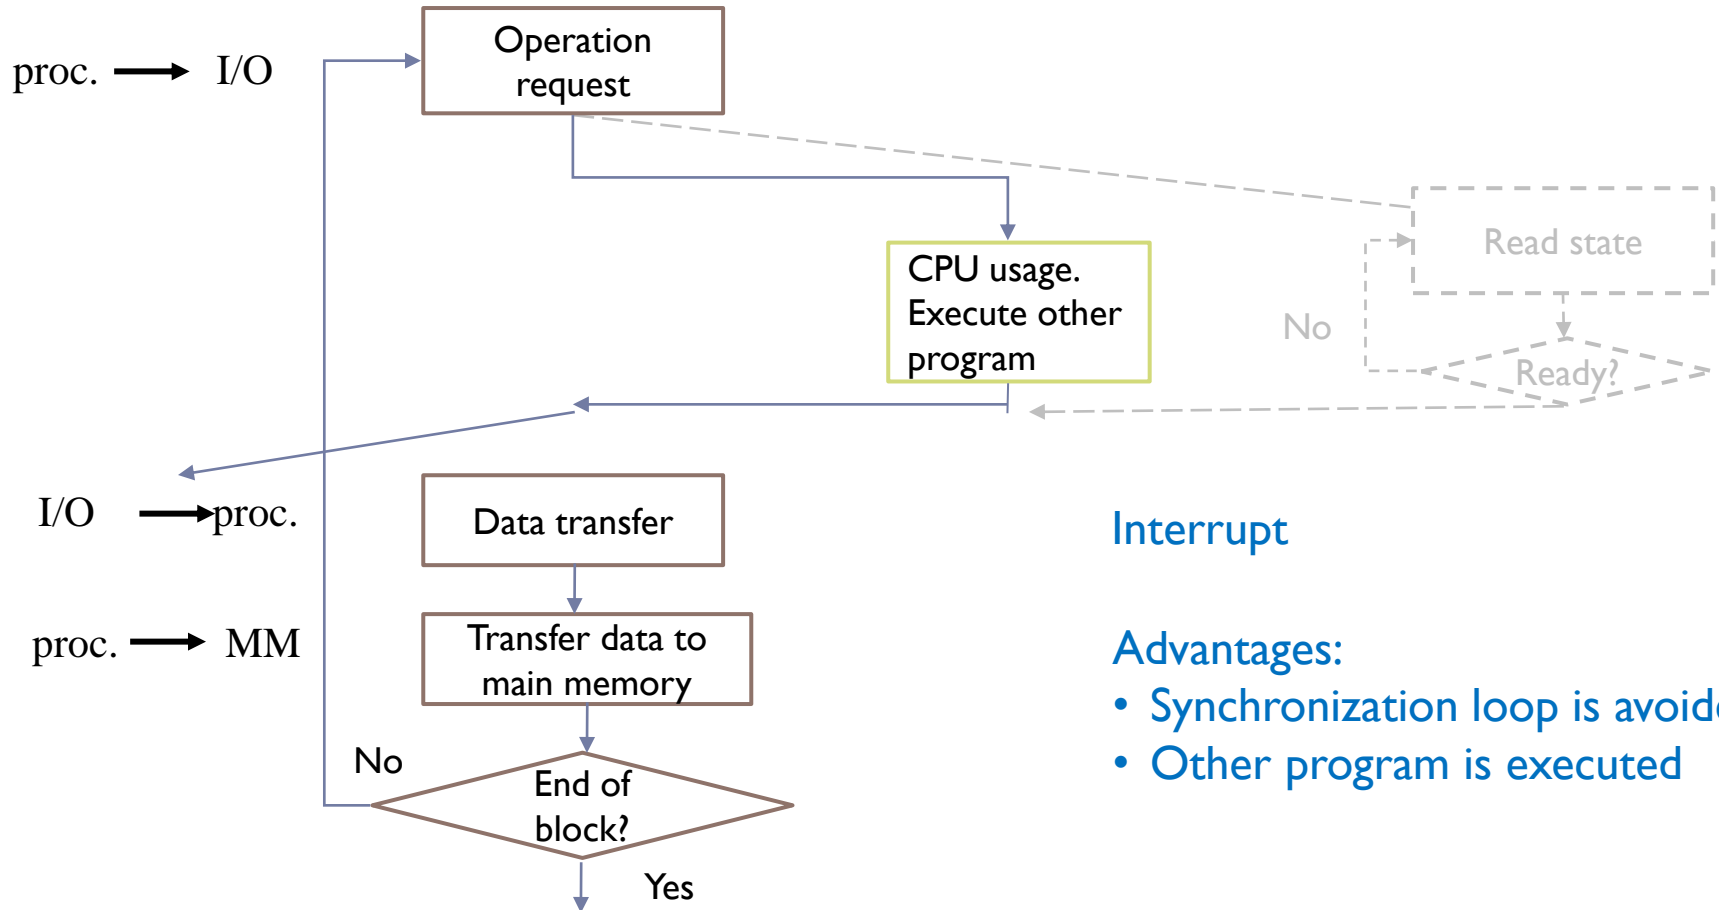 Operation
request
proc. I/O
Read state
CPU usage.
Execute other
program
No
Ready?
I/O proc.
Data transfer
Interrupt
proc. MM
Transfer data to
main memory
Advantages:
• Synchronization loop is
• Other program is executed
No
End of
block?
Yes